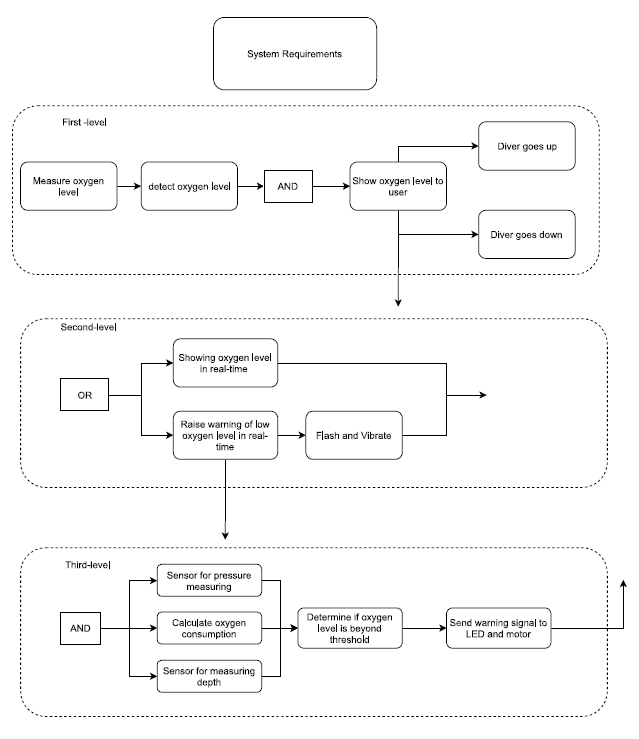 System Requirements
First -level
Measure oxygen
level
detect oxygen level
AND
Show oxygen level to
user
Diver goes up
Diver goes down
Second-level
OR
Showing oxygen level
in real-time
Raise warning of low
oxygen level in real-
time
Flash and Vibrate
Third-level
AND
Sensor for pressure
measuring
Calculate oxygen
consumption
Sensor for measuring
depth
Determine if oxygen
level is beyond
threshold
Send warning signal to
LED and motor